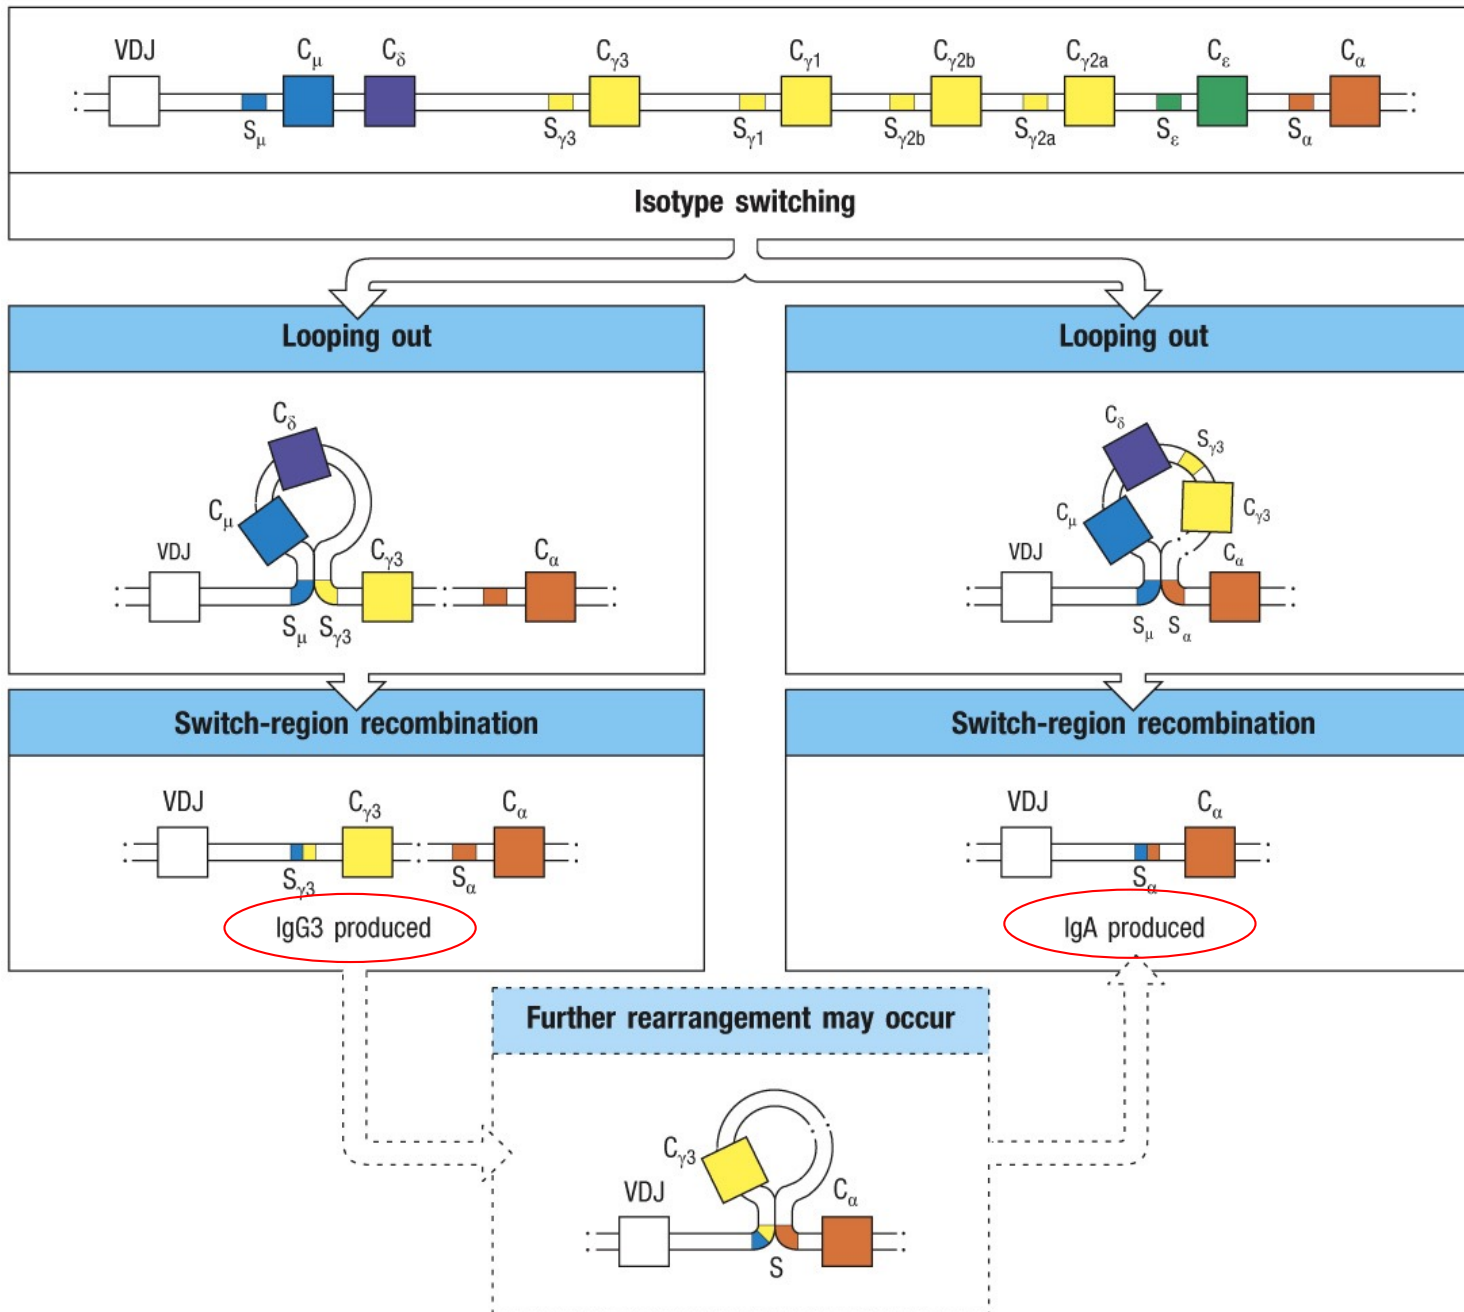 VDJ Cμ Cδ Cγ3 Cγ1 Cγ2b Cγ2a Cε Cα
Sμ Sγ3 Sγ1 Sγ2b Sγ2a Sε Sα
Isotype switching
Looping out
Cδ
Cμ
VDJ Cγ3 Cα
Sμ Sγ3
Switch-region recombination
VDJ Cγ3 Cα
Sγ3 Sα
IgG3 produced
Looping out
Cδ Sγ3
Cμ Cγ3
VDJ Cα
Sμ Sα
Switch-region recombination
VDJ Cα
Sα
IgA produced
Further rearrangement may occur
Cγ3
VDJ Cα
S